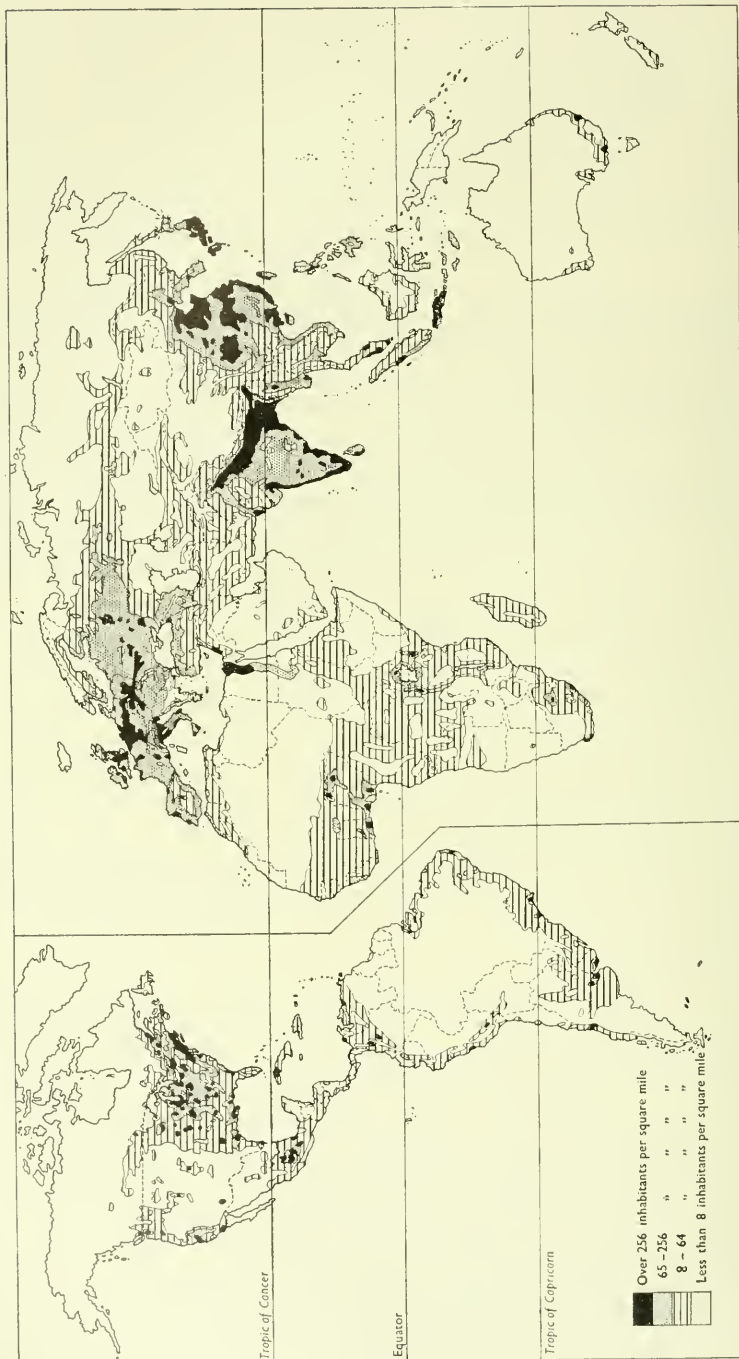 Tropic of Cancer
Equator
Tropic of Capricorn
Over 256 inhabitants per square mile
65 - 256 " " " "
8 - 64 " " " "
Less than 8 inhabitants per square mile